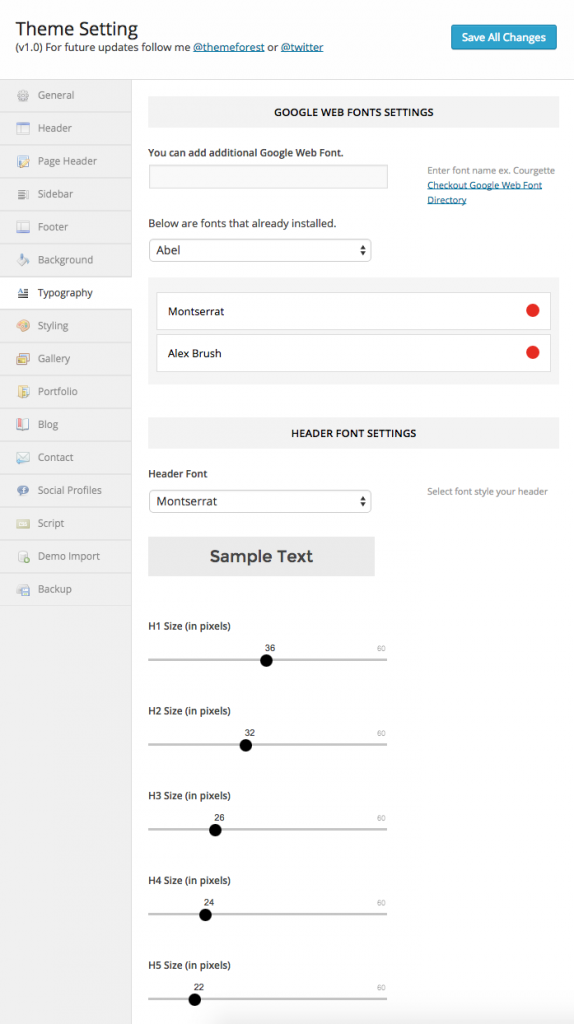 Theme Setting
(v1.0) For future updates follow me @themeforest or @twitter
Save All Changes
General
Header
Page Header
Sidebar
Footer
Background
Typography
Styling
Gallery
Portfolio
Blog
Contact
Social Profiles
Script
Demo Import
Backup
GOOGLE WEB FONTS SETTINGS
You can add additional Google Web Font.
Enter font name ex. Courgette
Checkout Google Web Font
Directory
Below are fonts that already installed.
Abel
Montserrat
Alex Brush
HEADER FONT SETTINGS
Header Font
Montserrat
Select font style your header
Sample Text
H1 Size (in pixels)
36 60
H2 Size (in pixels)
32 60
H3 Size (in pixels)
26 60
H4 Size (in pixels)
24 60
H5 Size (in pixels)
22 60